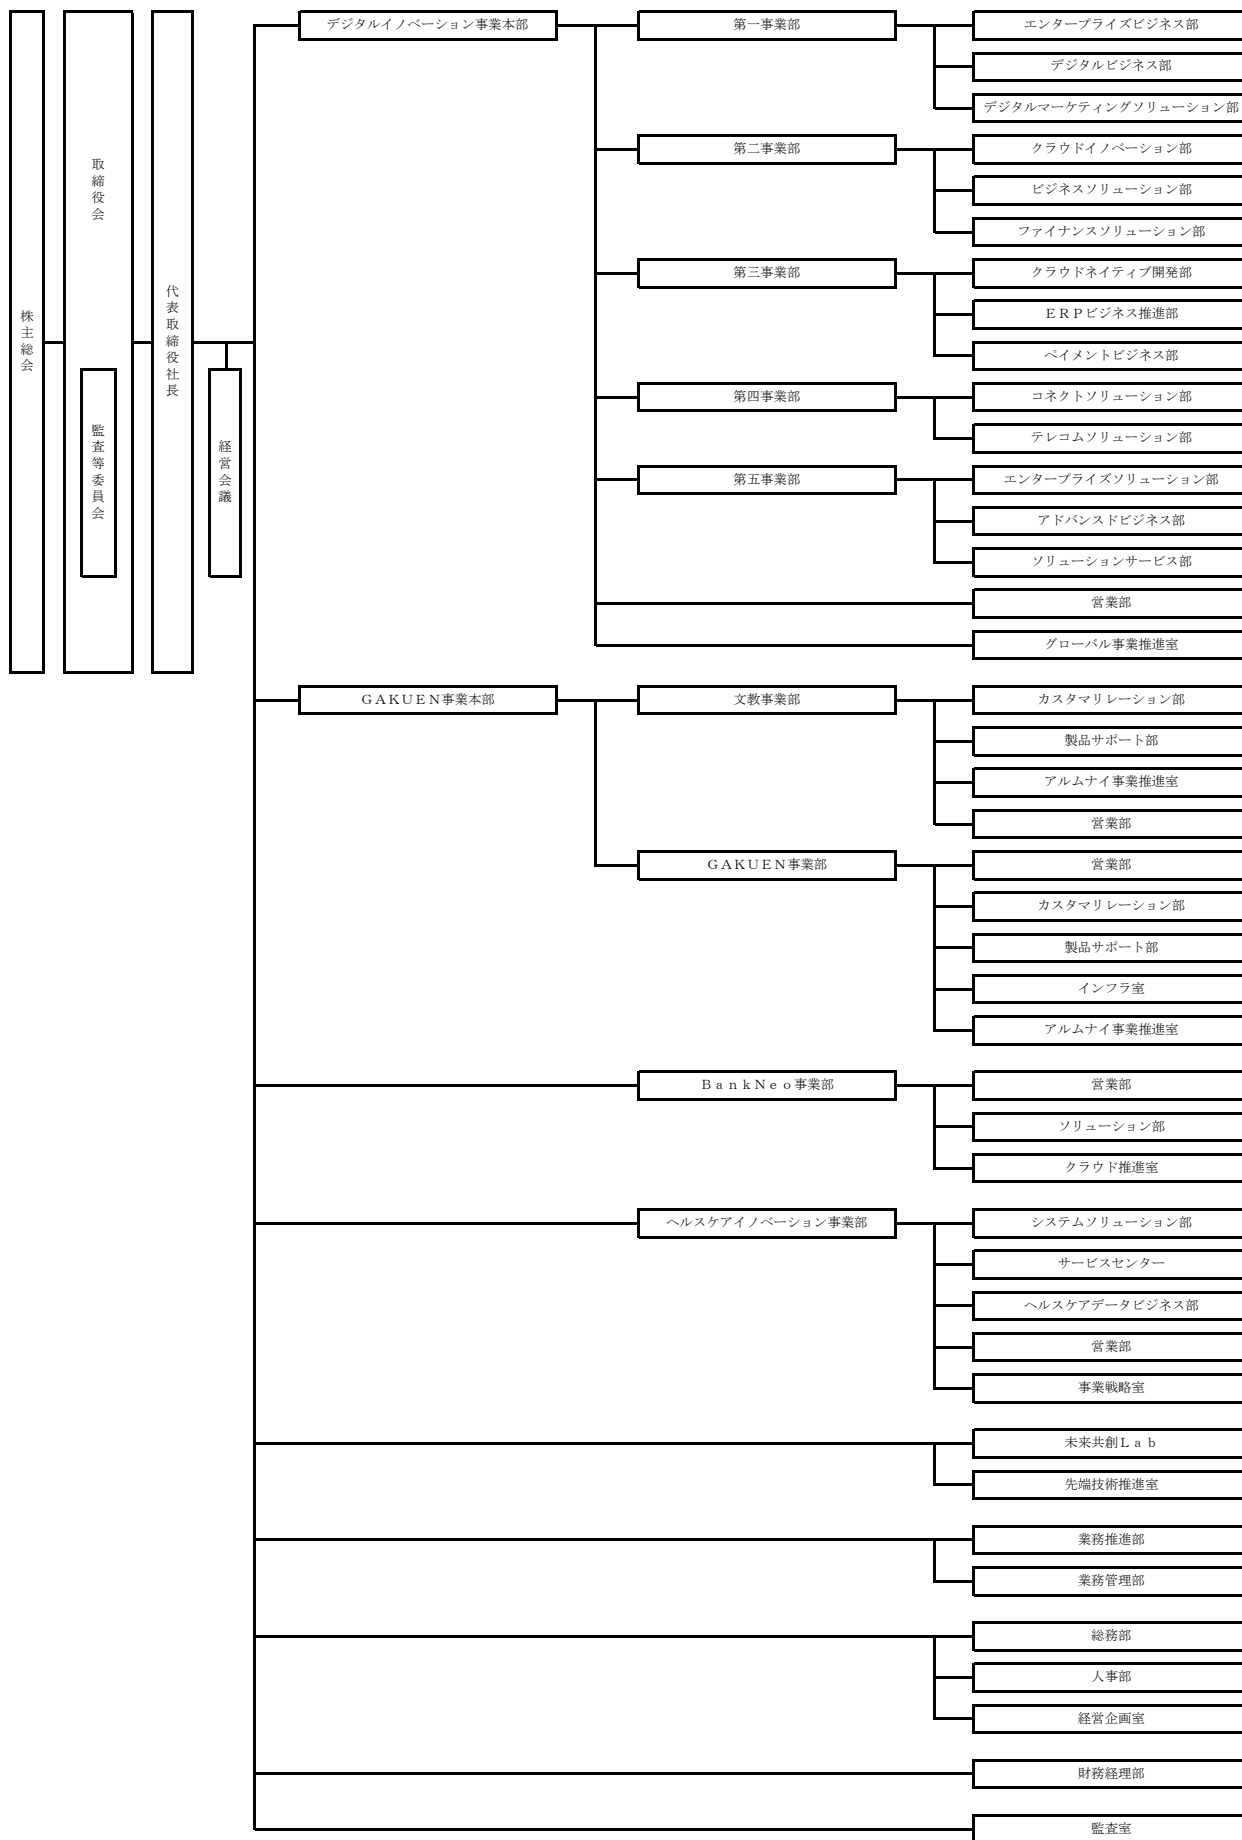 株主総会
取締役会
監査等委員会
代表取締役社長
経営会議
デジタルイノベーション事業本部
第一事業部
エンタープライズビジネス部
デジタルビジネス部
デジタルマーケティングソリューション部
第二事業部
クラウドイノベーション部
ビジネスソリューション部
ファイナンスソリューション部
第三事業部
クラウドネイティブ開発部
ERPビジネス推進部
ペイメントビジネス部
第四事業部
コネクトソリューション部
テレコムソリューション部
第五事業部
エンタープライズソリューション部
アドバンスドビジネス部
ソリューションサービス部
営業部
グローバル事業推進室
GAKUEN事業本部
文教事業部
カスタマリレーション部
製品サポート部
アルムナイ事業推進室
営業部
GAKUEN事業部
営業部
カスタマリレーション部
製品サポート部
インフラ室
アルムナイ事業推進室
BankNeo事業部
営業部
ソリューション部
クラウド推進室
ヘルスケアイノベーション事業部
システムソリューション部
サービスセンター
ヘルスケアデータビジネス部
営業部
事業戦略室
未来共創Lab
先端技術推進室
業務推進部
業務管理部
総務部
人事部
経営企画室
財務経理部
監査室